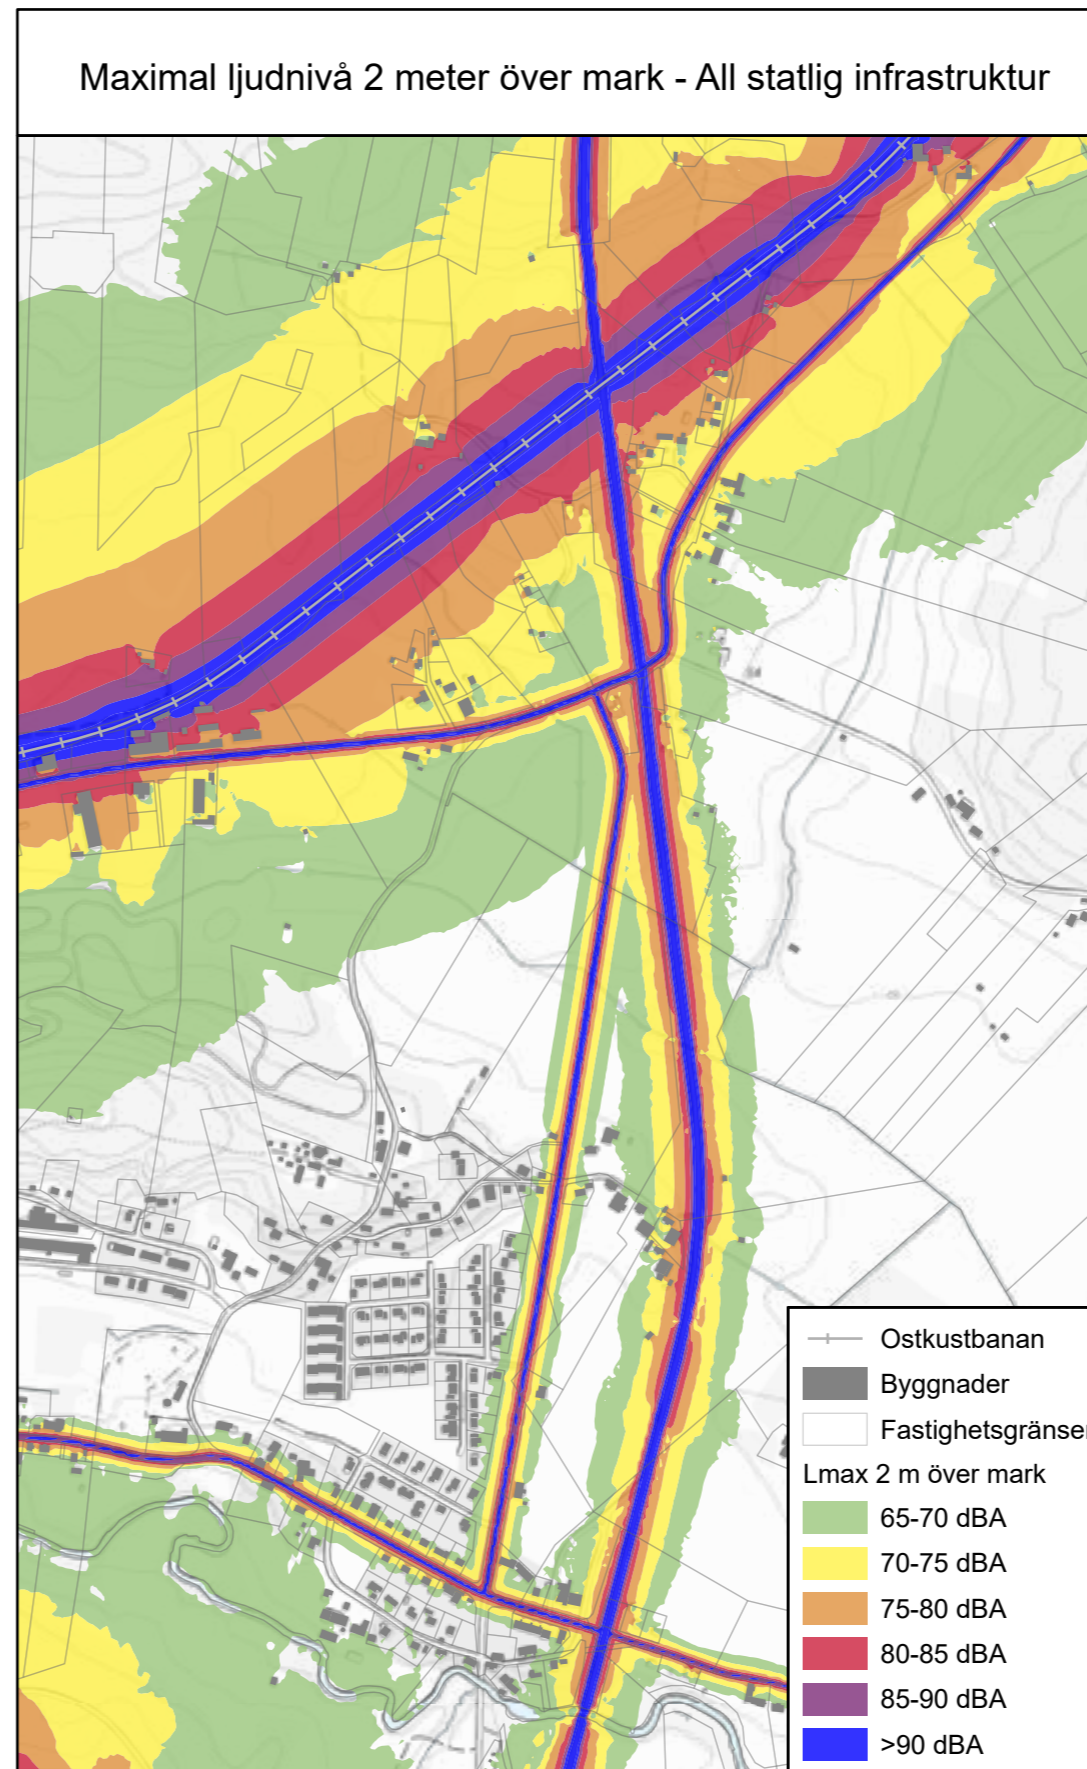 Maximal ljudnivå 2 meter över mark - All statlig infrastruktur
Ostkustbanan
Byggnader
Fastighetsgränser
Lmax 2 m över mark
65-70 dBA
70-75 dBA
75-80 dBA
80-85 dBA
85-90 dBA
>90 dBA